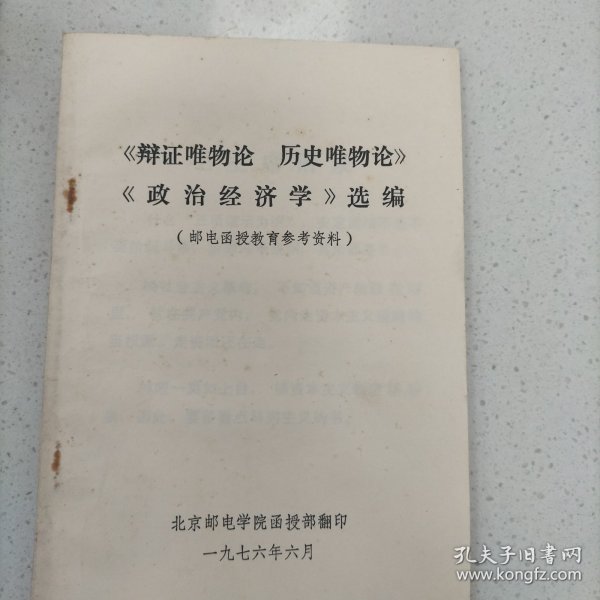 《辩证唯物论　历史唯物论》
《政治经济学》选编
（邮电函授教育参考资料）
北京邮电学院函授部翻印
一九七六年六月
孔夫子旧书网
www.kongfz.com